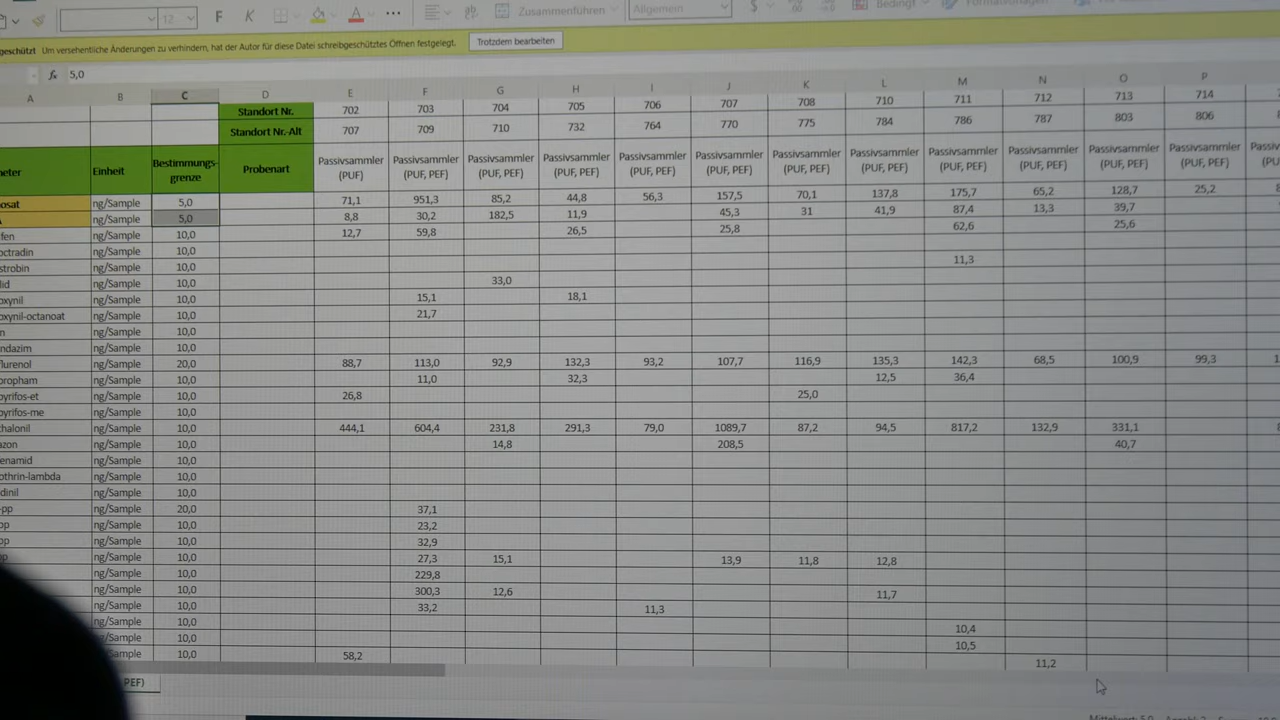 12
F K
Zusammenführen
Allgemein
geschützt Um versehentliche Änderungen zu verhindern, hat der Autor für diese Datei schreibgeschütztes Öffnen festgelegt. Trotzdem bearbeiten
fx 5,0
A B C D E F G H I J K L M N O P
Standort Nr. 702 703 704 705 706 707 708 710 711 712 713 714
Standort Nr.-Alt 707 709 710 732 764 770 775 784 786 787 803 806
meter Einheit Bestimmungs- Probenart Passivsammler Passivsammler Passivsammler Passivsammler Passivsammler Passivsammler Passivsammler Passivsammler Passivsammler Passivsammler Passivsammler Passivsammler
grenze (PUF) (PUF, PEF) (PUF, PEF) (PUF, PEF) (PUF, PEF) (PUF, PEF) (PUF, PEF) (PUF, PEF) (PUF, PEF) (PUF, PEF) (PUF, PEF) (PUF, PEF)
osat ng/Sample 5,0 71,1 951,3 85,2 44,8 56,3 157,5 70,1 137,8 175,7 65,2 128,7 25,2
ng/Sample 5,0 8,8 30,2 182,5 11,9 45,3 31 41,9 87,4 13,3 39,7
fen ng/Sample 10,0 12,7 59,8 26,5 25,8 62,6 25,6
octradin ng/Sample 10,0
strobin ng/Sample 10,0 11,3
lid ng/Sample 10,0 33,0
oxynil ng/Sample 10,0 15,1 18,1
oxynil-octanoat ng/Sample 10,0 21,7
n ng/Sample 10,0
ndazim ng/Sample 10,0
flurenol ng/Sample 20,0 88,7 113,0 92,9 132,3 93,2 107,7 116,9 135,3 142,3 68,5 100,9 99,3
propham ng/Sample 10,0 11,0 32,3 12,5 36,4
pyrifos-et ng/Sample 10,0 26,8 25,0
pyrifos-me ng/Sample 10,0
thalonil ng/Sample 10,0 444,1 604,4 231,8 291,3 79,0 1089,7 87,2 94,5 817,2 132,9 331,1
azon ng/Sample 10,0 14,8 208,5 40,7
enamid ng/Sample 10,0
othrin-lambda ng/Sample 10,0
dinil ng/Sample 10,0
-pp ng/Sample 20,0 37,1
pp ng/Sample 10,0 23,2
pp ng/Sample 10,0 32,9
pp ng/Sample 10,0 27,3 15,1 13,9 11,8 12,8
ng/Sample 10,0 229,8
ng/Sample 10,0 300,3 12,6 11,7
ng/Sample 10,0 33,2 11,3
ng/Sample 10,0 10,4
ng/Sample 10,0 10,5
Sample 10,0 58,2 11,2
PEF)